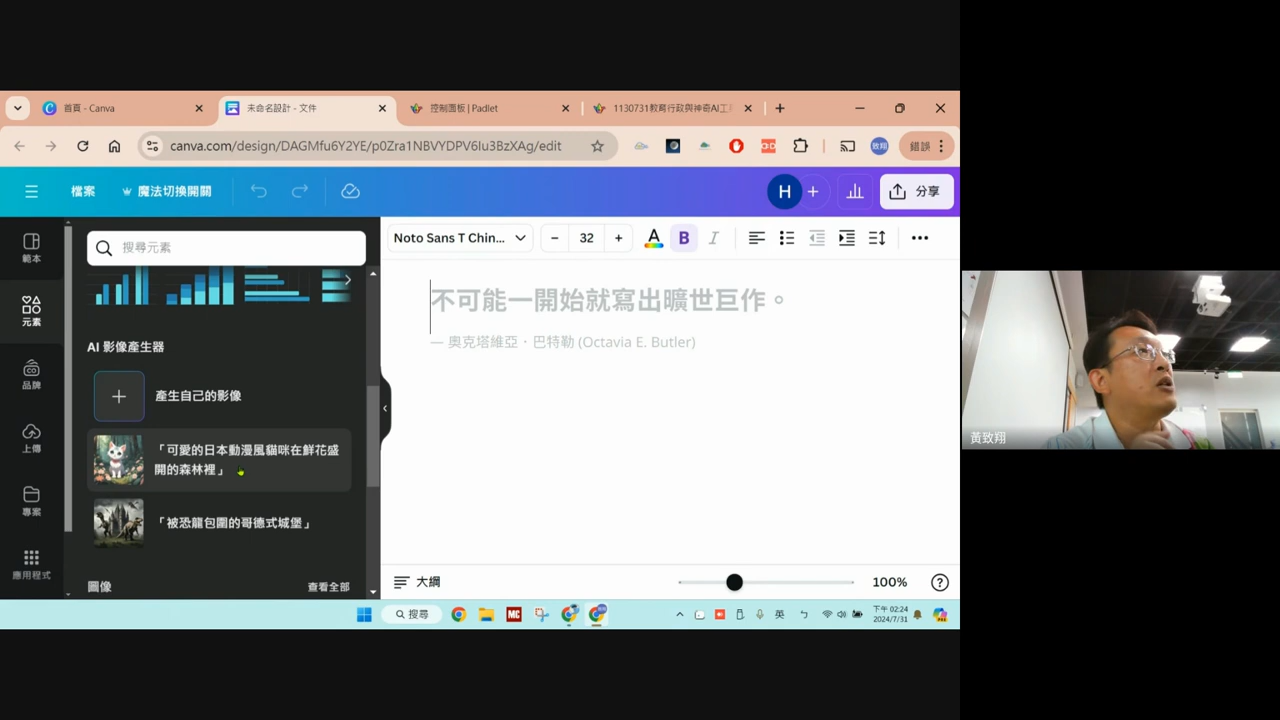 首頁 - Canva
未命名設計 - 文件
控制面板 | Padlet
1130731教育行政與神奇AI工具
canva.com/design/DAGMfu6Y2YE/p0Zra1NBVYDPV6Iu3BzXAg/edit
致翔
錯誤
檔案
魔法切換開關
H
分享
範本
元素
品牌
上傳
專案
應用程式
搜尋元素
AI 影像產生器
產生自己的影像
「可愛的日本動漫風貓咪在鮮花盛
開的森林裡」
「被恐龍包圍的哥德式城堡」
圖像
查看全部
Noto Sans T Chin...
32
A
B
I
不可能一開始就寫出曠世巨作。
— 奧克塔維亞·巴特勒 (Octavia E. Butler)
大綱
100%
搜尋
MC
英
下午 02:24
2024/7/31
黃致翔